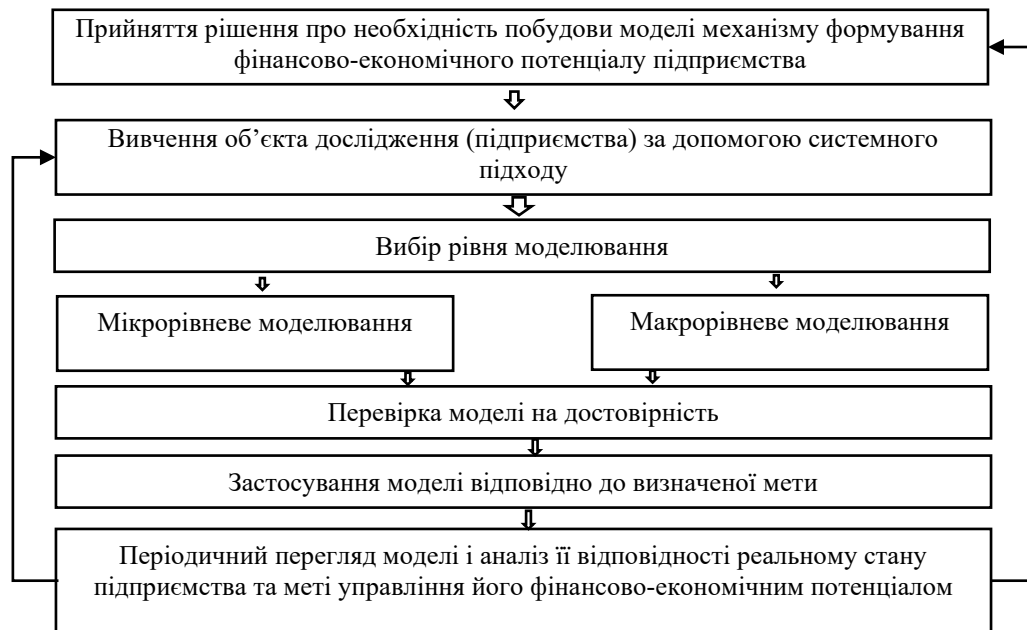 Прийняття рішення про необхідність побудови моделі механізму формування
фінансово-економічного потенціалу підприємства
Вивчення об’єкта дослідження (підприємства) за допомогою системного
підходу
Вибір рівня моделювання
Мікрорівневе моделювання
Макрорівневе моделювання
Перевірка моделі на достовірність
Застосування моделі відповідно до визначеної мети
Періодичний перегляд моделі і аналіз її відповідності реальному стану
підприємства та меті управління його фінансово-економічним потенціалом